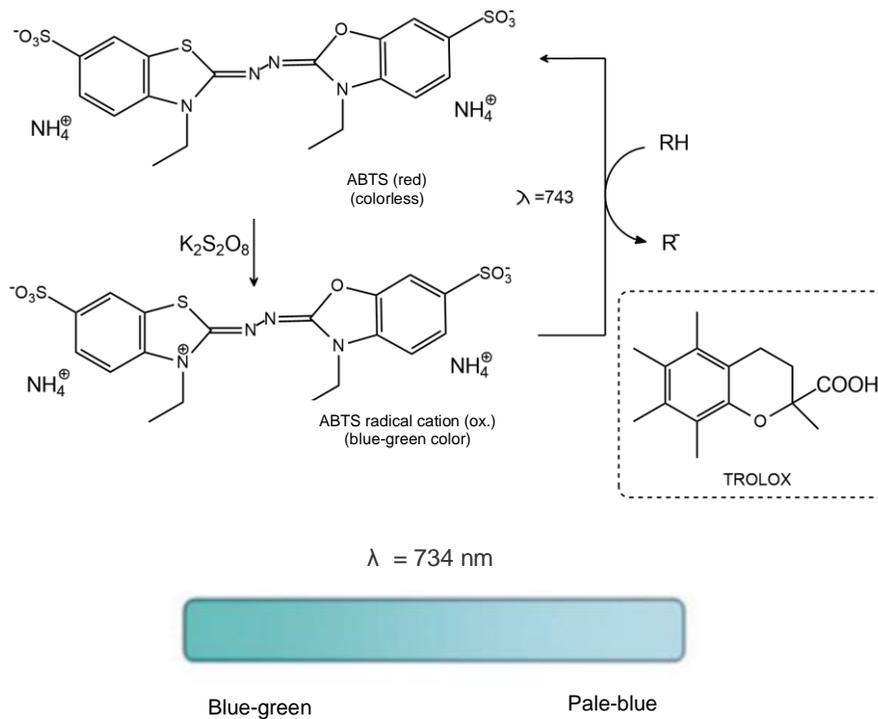 ⁻O₃S
S
N
N
N
O
N
SO₃⁻
NH₄⊕
NH₄⊕
ABTS (red)
(colorless)
λ =743
RH
R⁻
K₂S₂O₈
⁻O₃S
S
N⊕
N
N
O
N
SO₃⁻
NH₄⊕
NH₄⊕
ABTS radical cation (ox.)
(blue-green color)
COOH
O
TROLOX
λ = 734 nm
Blue-green
Pale-blue